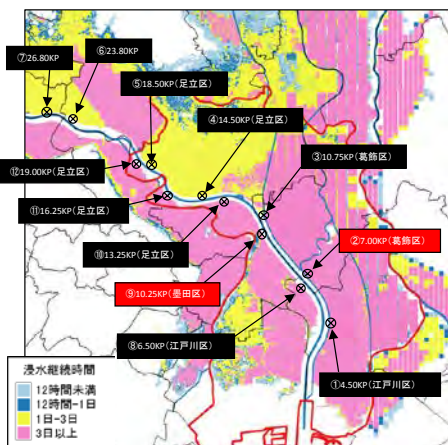 ⑦26.80KP
⑥23.80KP
⑤18.50KP(足立区)
④14.50KP(足立区)
③10.75KP(葛飾区)
⑫19.00KP(足立区)
⑪16.25KP(足立区)
⑩13.25KP(足立区)
②7.00KP(葛飾区)
⑨10.25KP(墨田区)
⑧6.50KP(江戸川区)
①4.50KP(江戸川区)
浸水継続時間
12時間未満
12時間-1日
1日-3日
3日以上